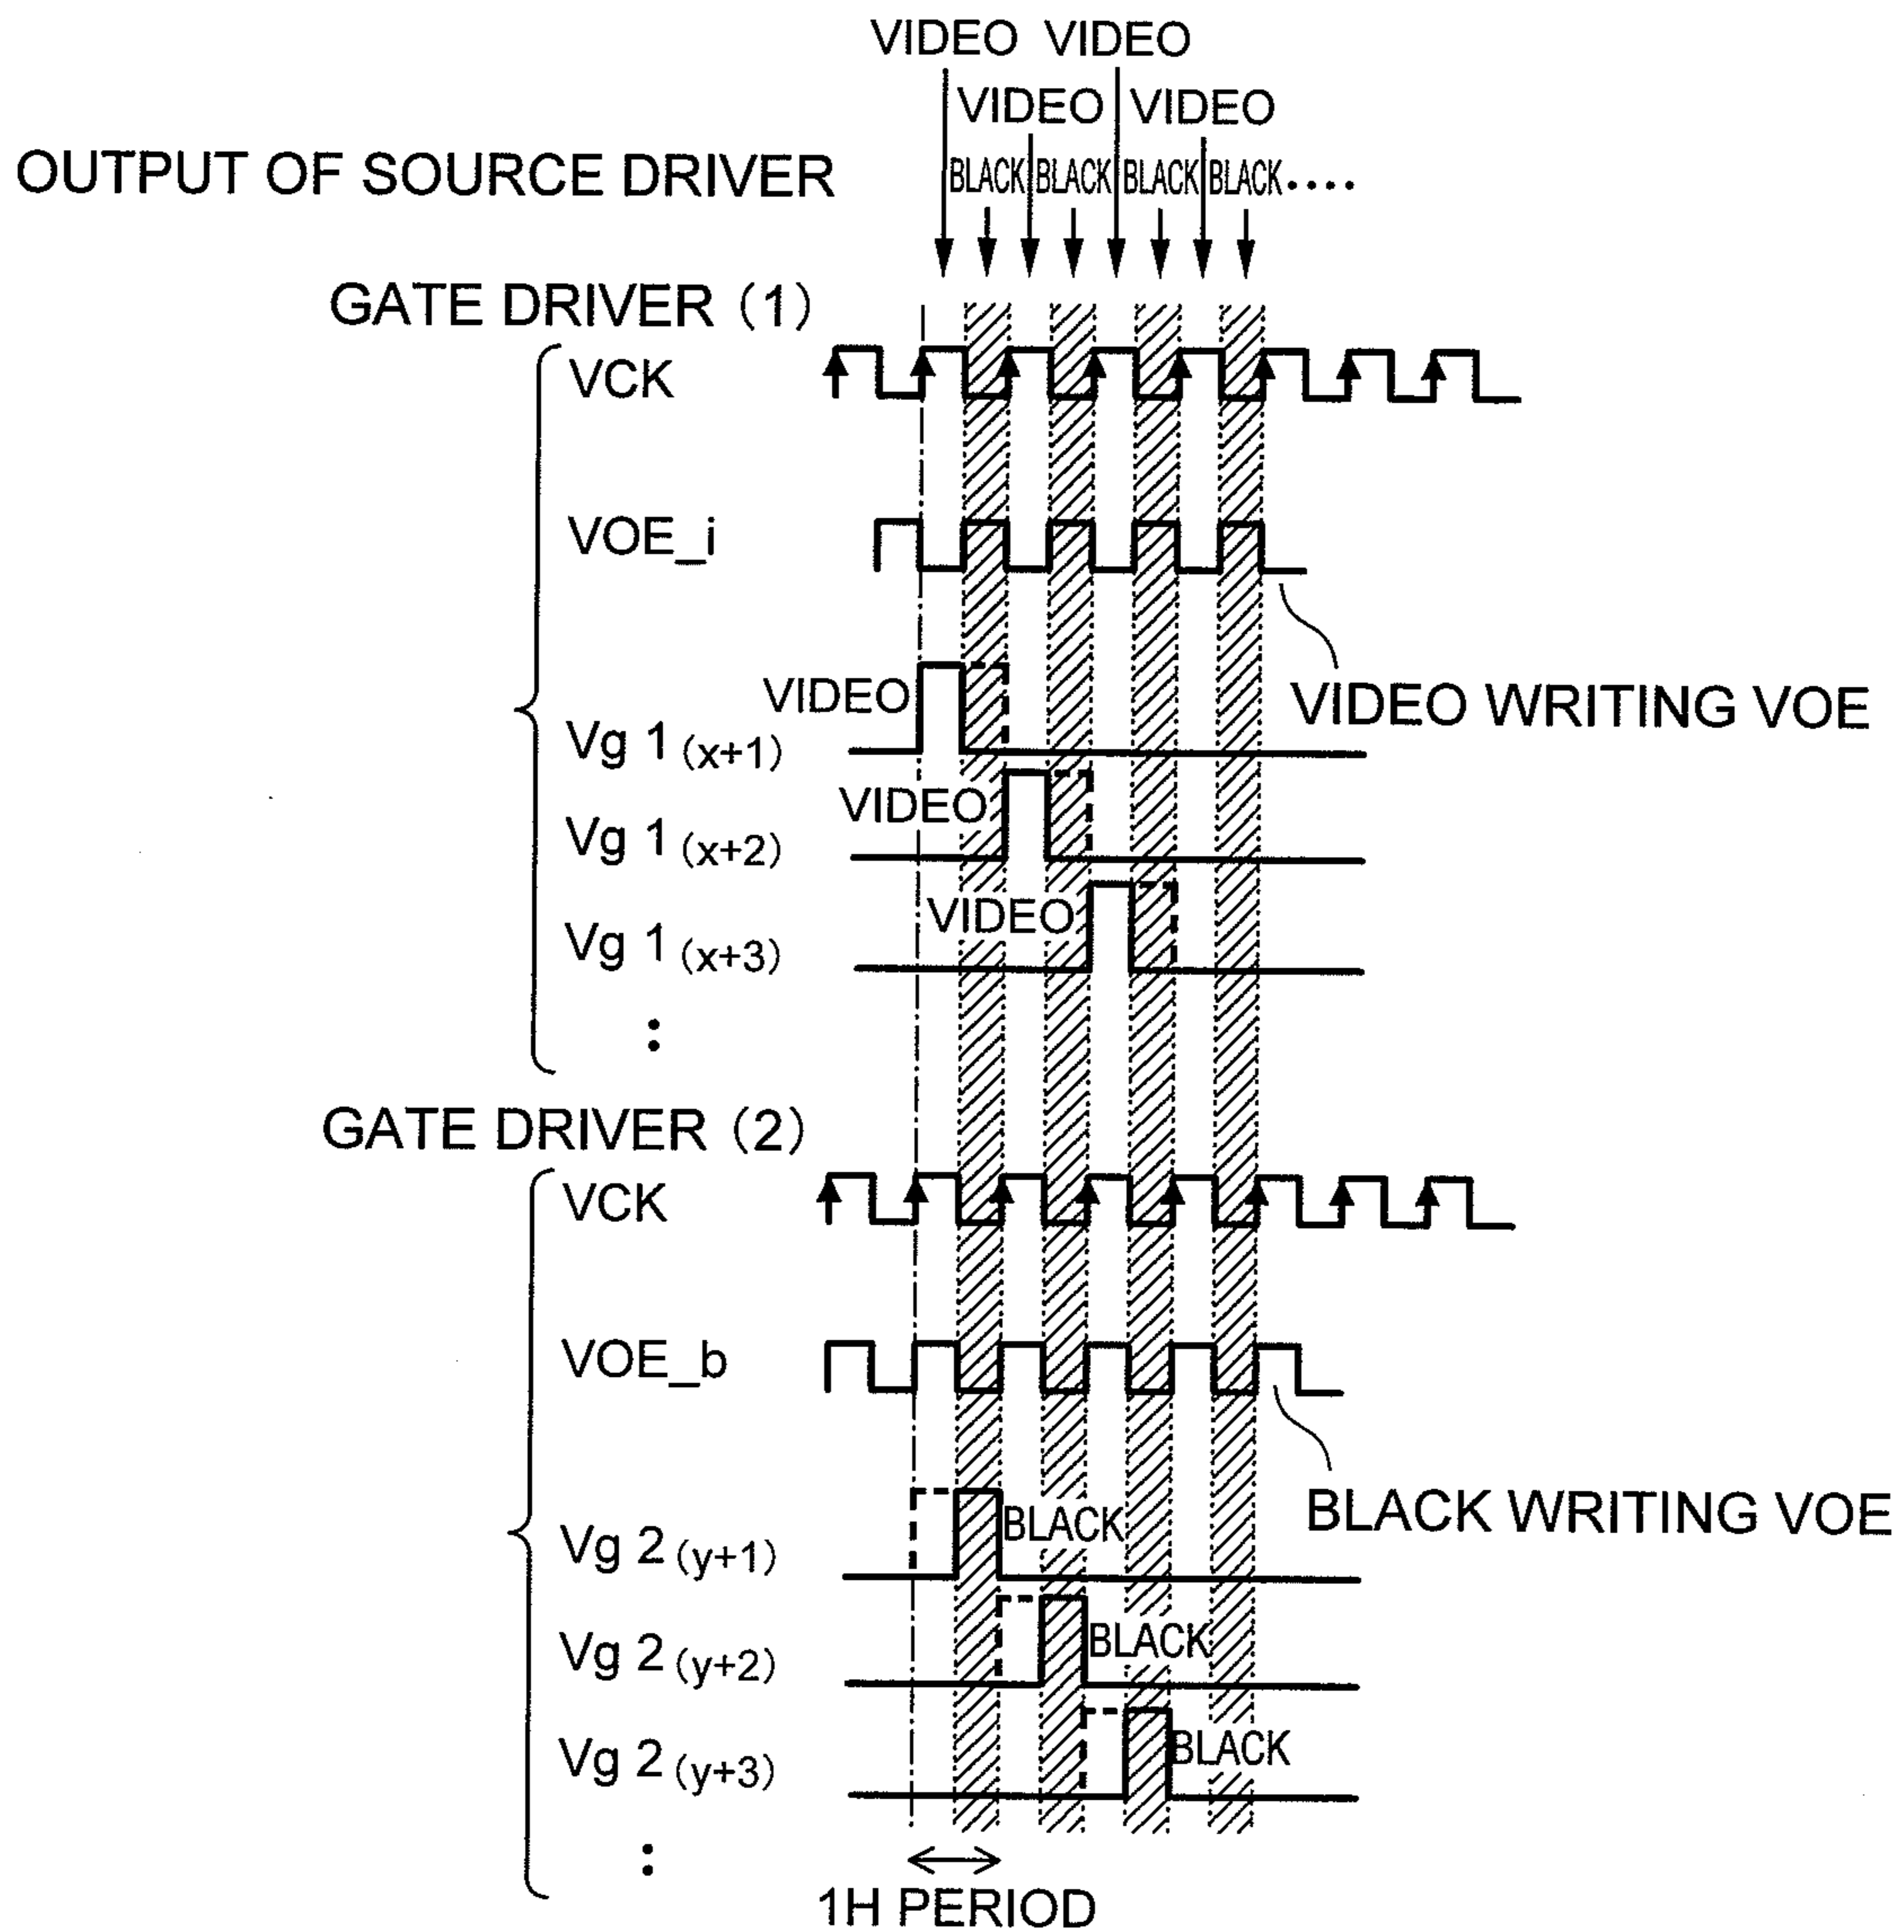 VIDEO VIDEO
VIDEO VIDEO
OUTPUT OF SOURCE DRIVER BLACK BLACK BLACK BLACK ····
GATE DRIVER (1)
VCK
VOE_i
VIDEO WRITING VOE
VIDEO
Vg 1 (x+1)
VIDEO
Vg 1 (x+2)
VIDEO
Vg 1 (x+3)
:
GATE DRIVER (2)
VCK
VOE_b
BLACK WRITING VOE
BLACK
Vg 2 (y+1)
BLACK
Vg 2 (y+2)
BLACK
Vg 2 (y+3)
:
1H PERIOD